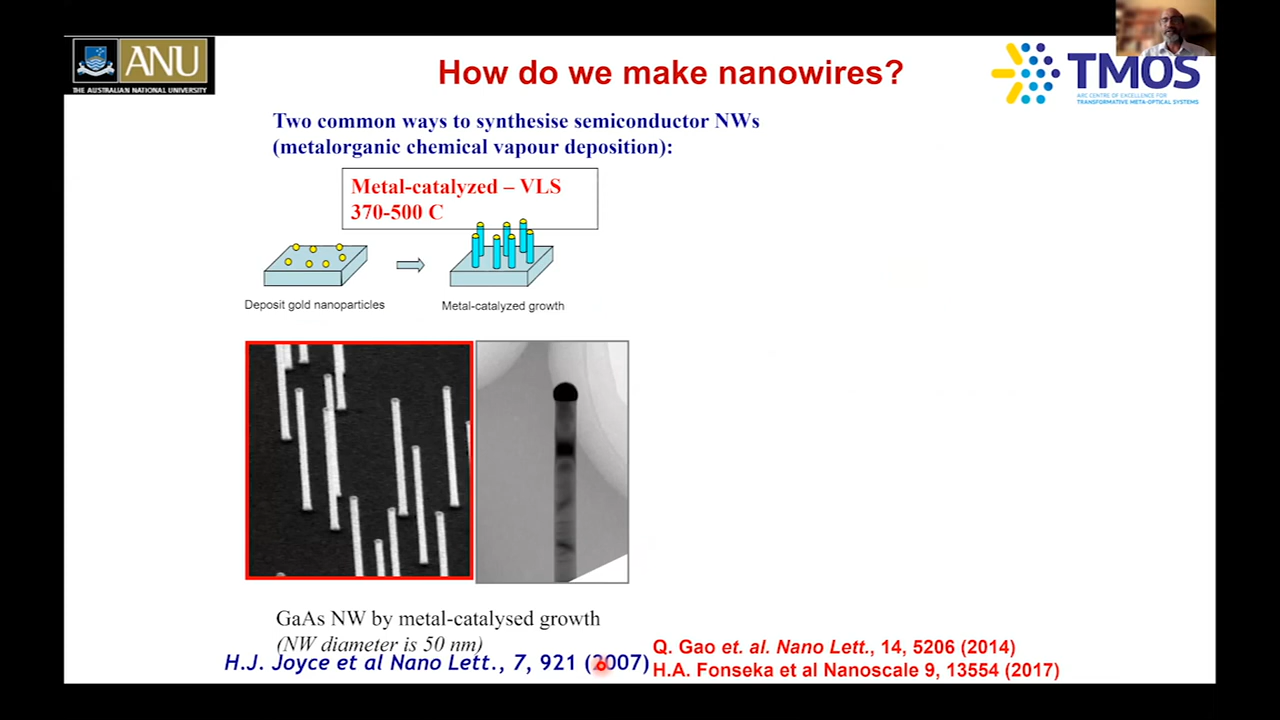 ANU
THE AUSTRALIAN NATIONAL UNIVERSITY
How do we make nanowires?
TMOS
ARC CENTRE OF EXCELLENCE FOR
TRANSFORMATIVE META-OPTICAL SYSTEMS
Two common ways to synthesise semiconductor NWs
(metalorganic chemical vapour deposition):
Metal-catalyzed – VLS
370-500 C
Deposit gold nanoparticles
Metal-catalyzed growth
GaAs NW by metal-catalysed growth
(NW diameter is 50 nm)
H.J. Joyce et al Nano Lett., 7, 921 (2007)
Q. Gao et. al. Nano Lett., 14, 5206 (2014)
H.A. Fonseka et al Nanoscale 9, 13554 (2017)